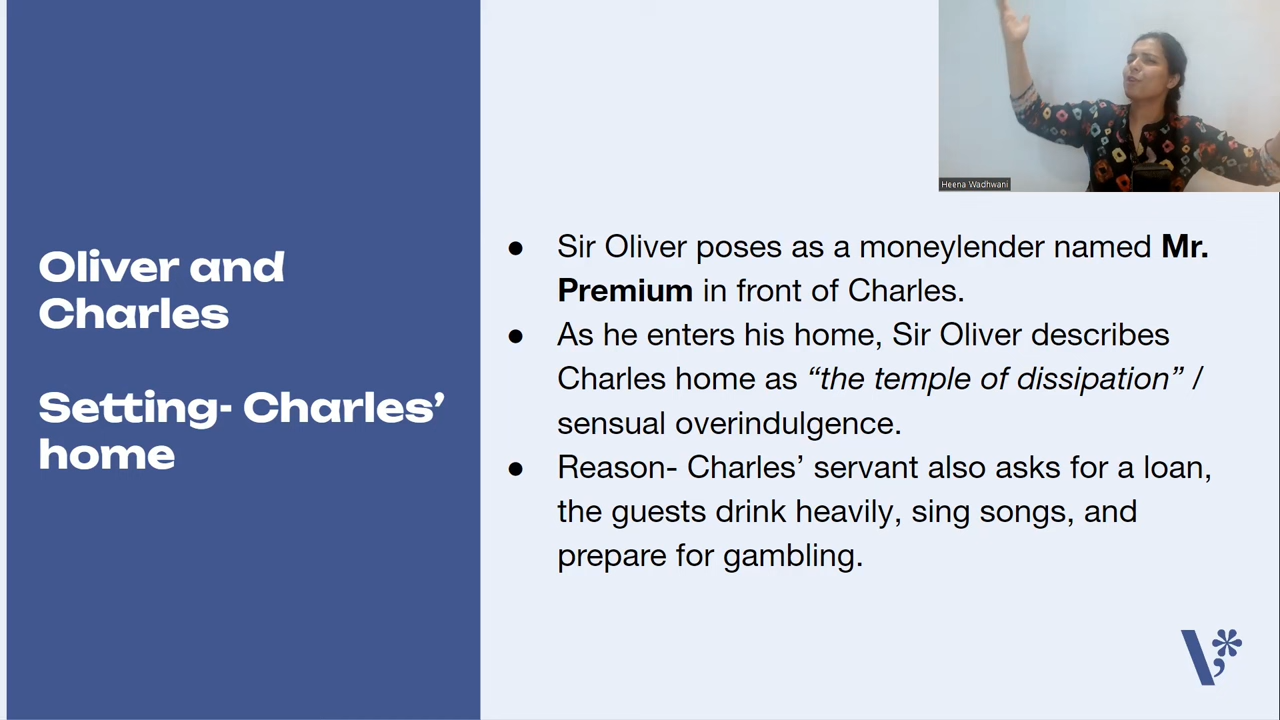 Heena Wadhwani
Oliver and
Charles
Setting- Charles’
home
● Sir Oliver poses as a moneylender named Mr.
Premium in front of Charles.
● As he enters his home, Sir Oliver describes
Charles home as “the temple of dissipation” /
sensual overindulgence.
● Reason- Charles’ servant also asks for a loan,
the guests drink heavily, sing songs, and
prepare for gambling.